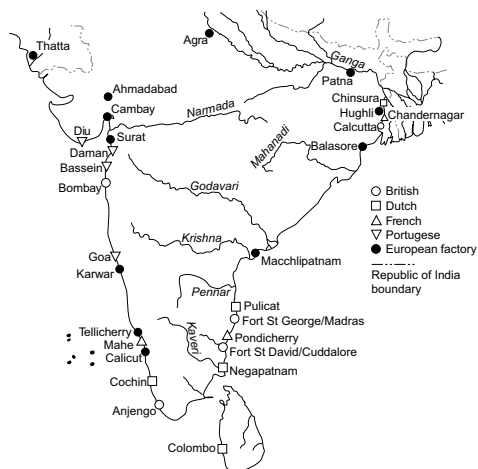 Thatta
Agra
Ganga
Patna
Ahmadabad
Cambay
Narmada
Chinsura
Hughli
Chandernagar
Calcutta
Diu
Surat
Daman
Mahanadi
Balasore
Bassein
Bombay
Godavari
British
Dutch
French
Portugese
European factory
Republic of India
boundary
Goa
Krishna
Karwar
Macchlipatnam
Pennar
Pulicat
Fort St George/Madras
Tellicherry
Mahe
Calicut
Kaveri
Pondicherry
Fort St David/Cuddalore
Cochin
Negapatnam
Anjengo
Colombo